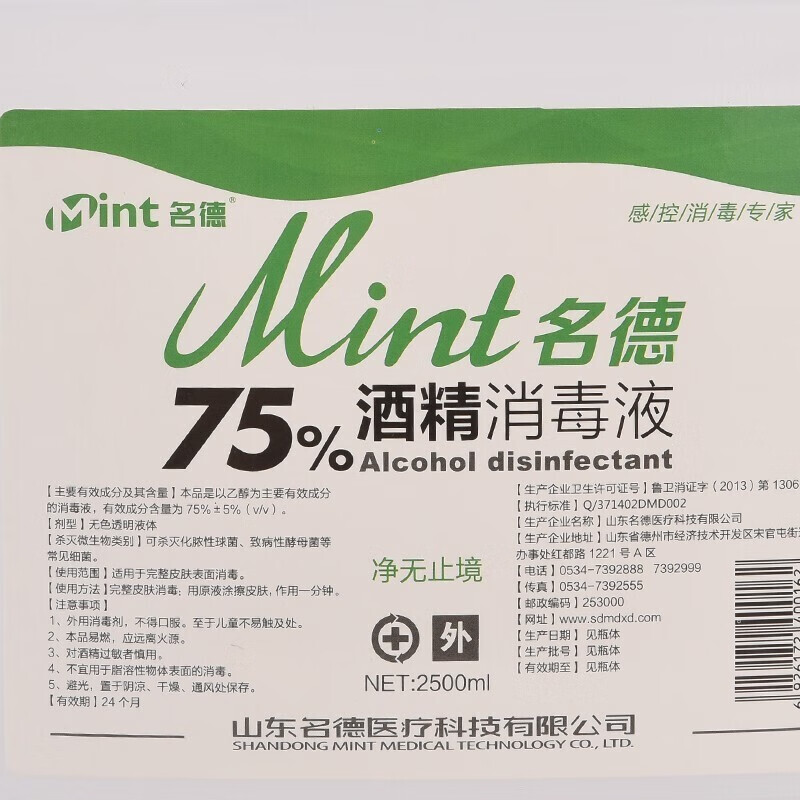 Mint 名德®
感/控/消/毒/专/家
Mint 名德
75%酒精消毒液
Alcohol disinfectant
【主要有效成分及其含量】本品是以乙醇为主要有效成分
的消毒液，有效成分含量为 75%±5%（v/v）。
【剂型】无色透明液体
【杀灭微生物类别】可杀灭化脓性球菌、致病性酵母菌等
常见细菌。
【使用范围】适用于完整皮肤表面消毒。
【使用方法】完整皮肤消毒：用原液涂擦皮肤，作用一分钟。
【注意事项】
1、外用消毒剂，不得口服。至于儿童不易触及处。
2、本品易燃，应远离火源。
3、对酒精过敏者慎用。
4、不宜用于脂溶性物体表面的消毒。
5、避光，置于阴凉、干燥、通风处保存。
【有效期】24 个月
净无止境
外
NET:2500ml
【生产企业卫生许可证号】鲁卫消证字（2013）第 1306
【执行标准】Q/371402DMD002
【生产企业名称】山东名德医疗科技有限公司
【生产企业地址】山东省德州市经济技术开发区宋官屯街道
办事处红都路 1221 号 A 区
【电话】0534-7392888 7392999
【传真】0534-7392555
【邮政编码】253000
【网址】www.sdmdxd.com
【生产日期】见瓶体
【生产批号】见瓶体
【有效期至】见瓶体
山东名德医疗科技有限公司
SHANDONG MINT MEDICAL TECHNOLOGY CO., LTD.